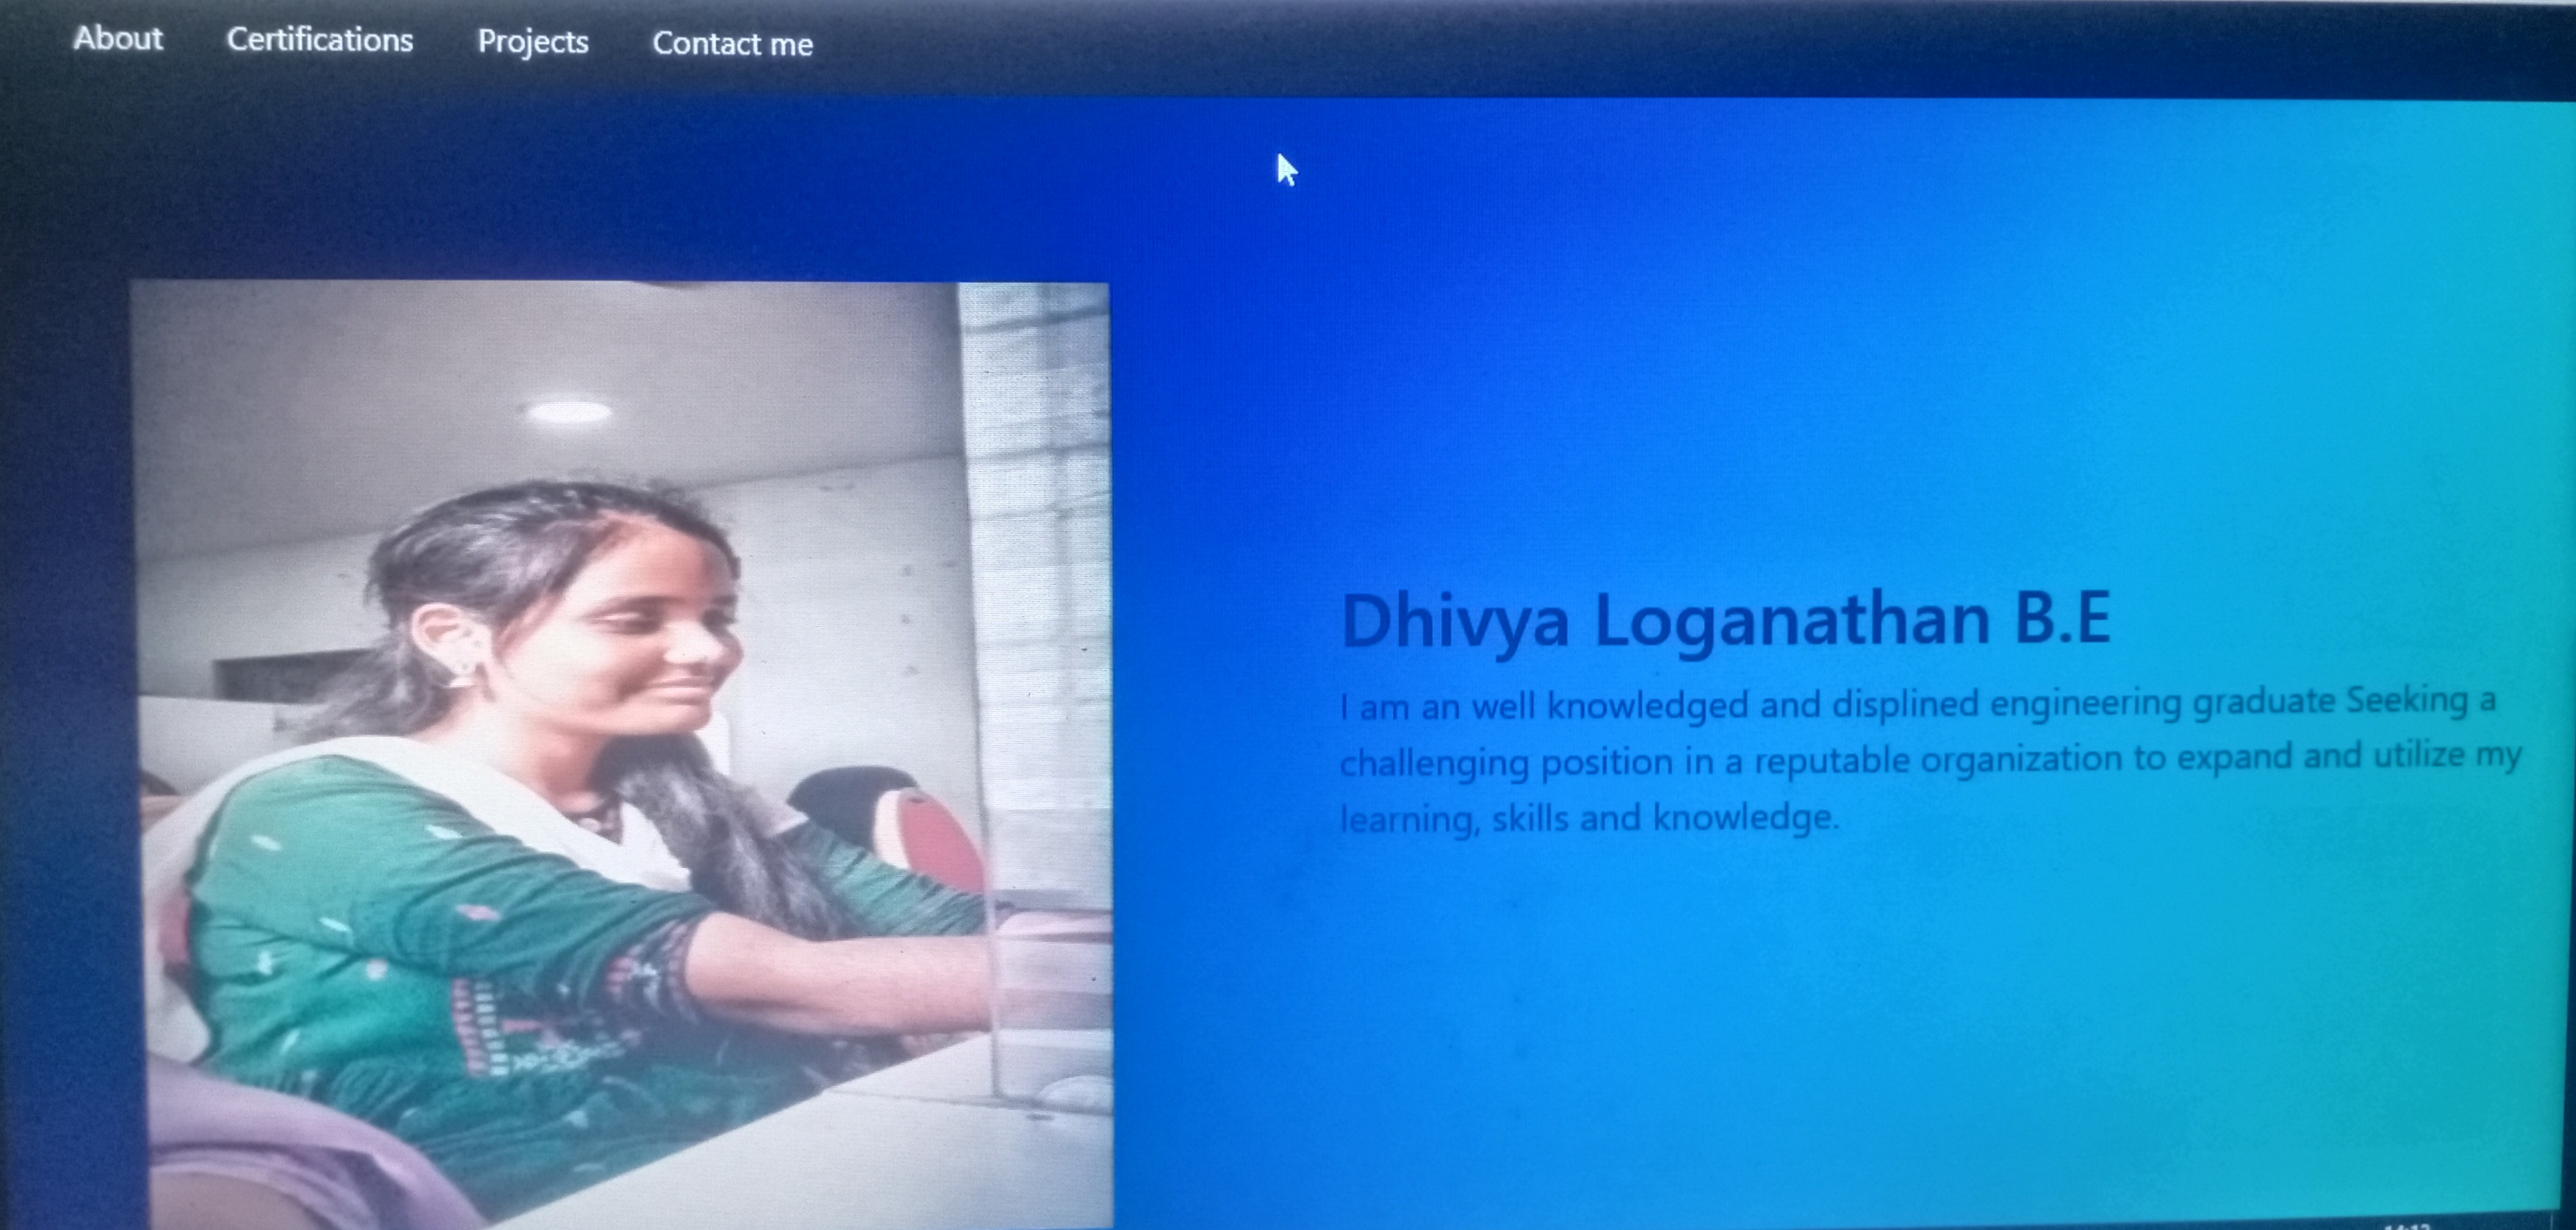 About Certifications Projects Contact me
Dhivya Loganathan B.E
I am an well knowledged and displined engineering graduate Seeking a
challenging position in a reputable organization to expand and utilize my
learning, skills and knowledge.